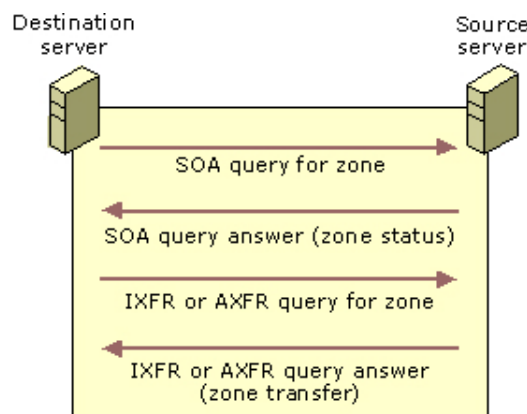 Destination
server
Source
server
SOA query for zone
SOA query answer (zone status)
IXFR or AXFR query for zone
IXFR or AXFR query answer
(zone transfer)